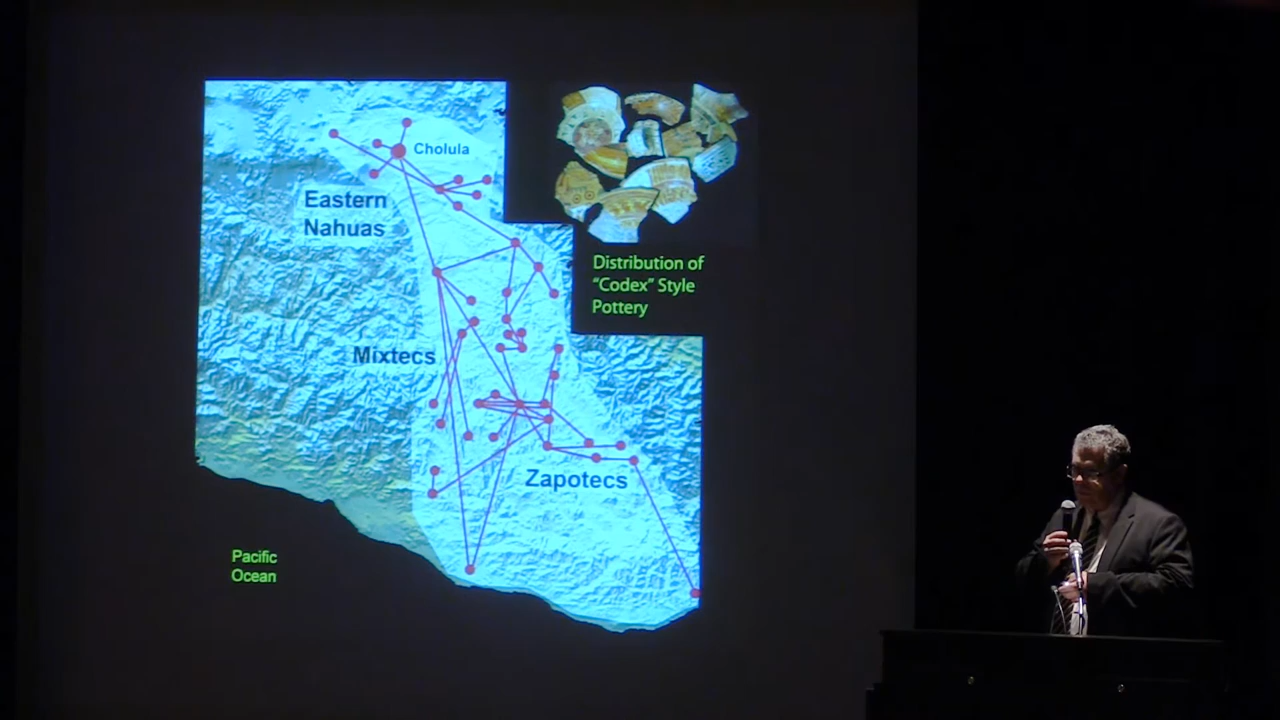 Cholula
Eastern
Nahuas
Distribution of
“Codex” Style
Pottery
Mixtecs
Zapotecs
Pacific
Ocean